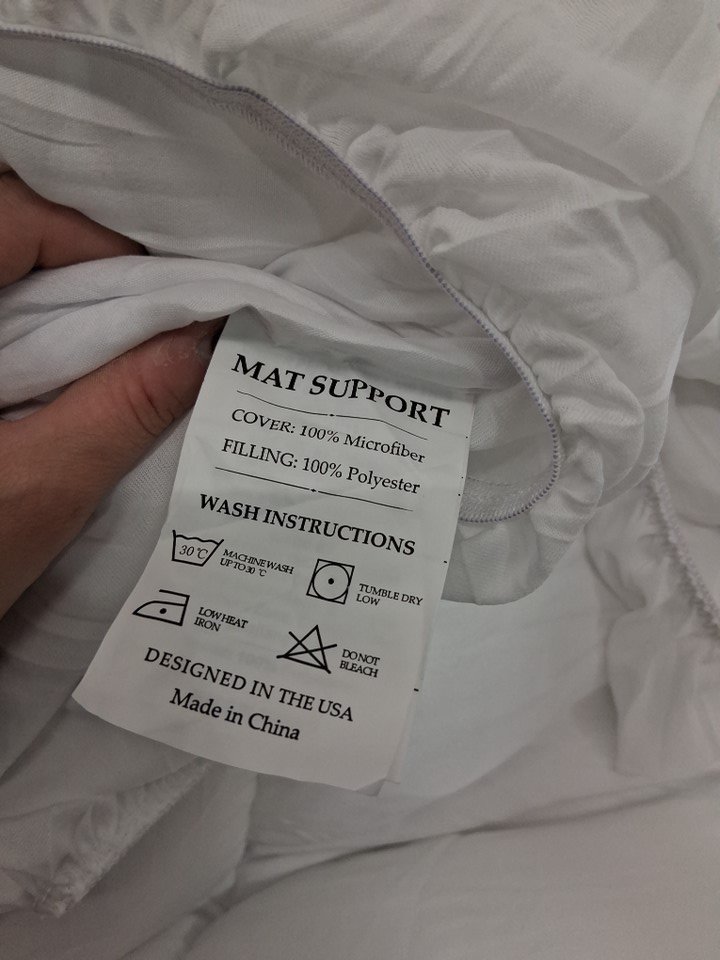 MAT SUPPORT
COVER: 100% Microfiber
FILLING: 100% Polyester
WASH INSTRUCTIONS
30°C
MACHINE WASH
UP TO 30 °C
TUMBLE DRY
LOW
LOW HEAT
IRON
DO NOT
BLEACH
DESIGNED IN THE USA
Made in China